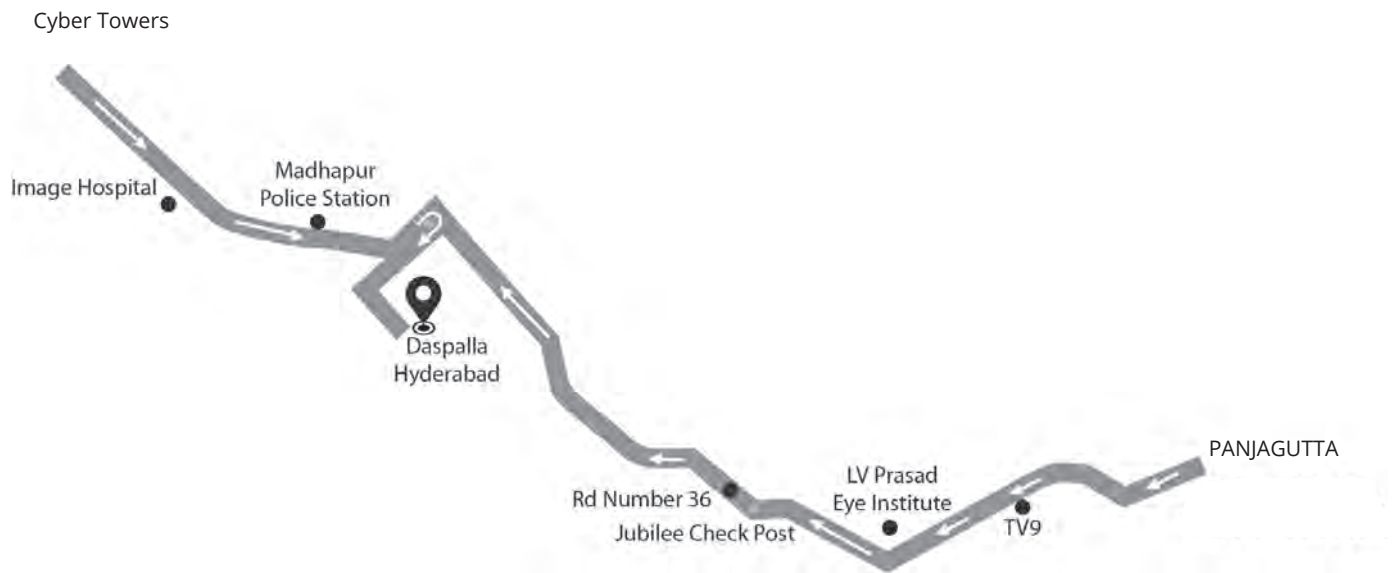 Cyber Towers
Image Hospital
Madhapur
Police Station
Daspalla
Hyderabad
PANJAGUTTA
LV Prasad
Eye Institute
TV9
Rd Number 36
Jubilee Check Post